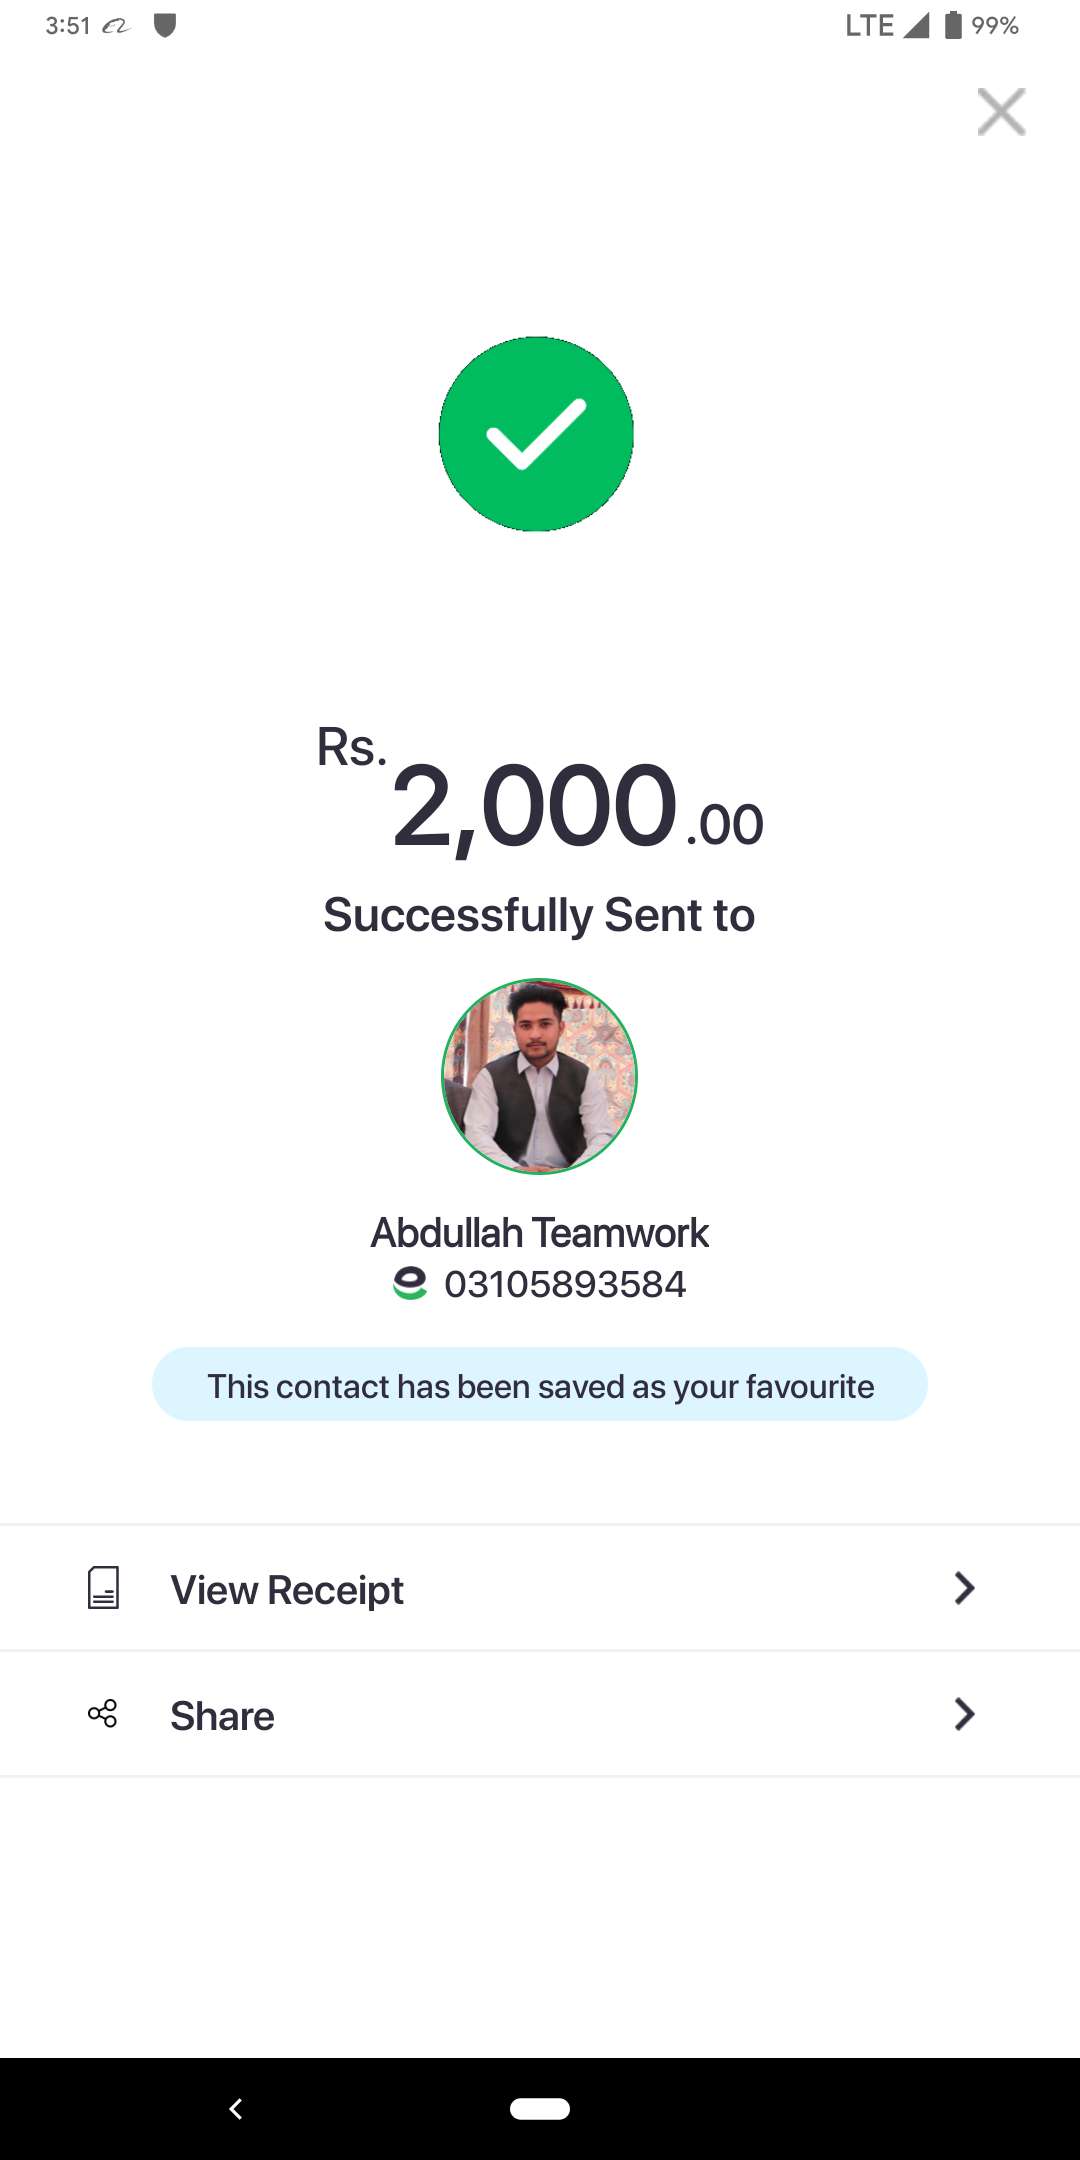 3:51 LTE 99%
Rs. 2,000.00
Successfully Sent to
Abdullah Teamwork
03105893584
This contact has been saved as your favourite
View Receipt
Share